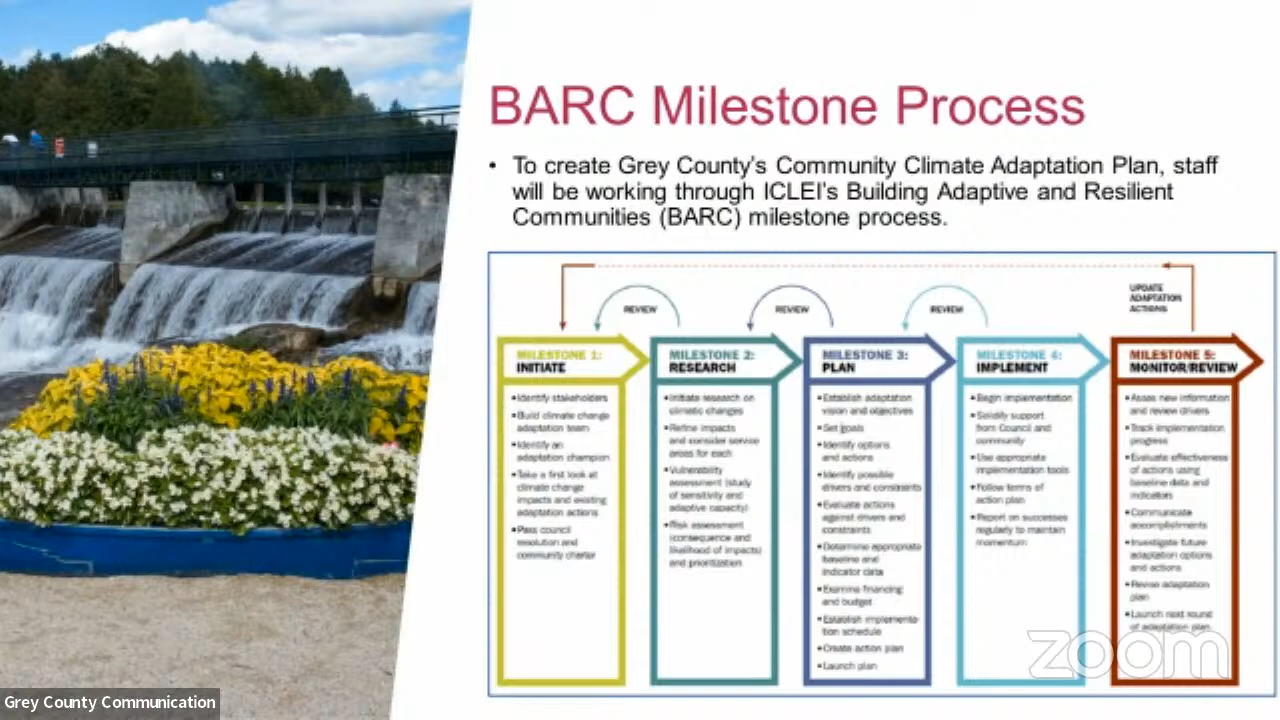 BARC Milestone Process
• To create Grey County's Community Climate Adaptation Plan, staff
will be working through ICLEI's Building Adaptive and Resilient
Communities (BARC) milestone process.
REVIEW
REVIEW
REVIEW
UPDATE
ADAPTATION
ACTIONS
MILESTONE 1:
INITIATE
• Identify stakeholders
• Build climate change
adaptation team
• Identify an
adaptation champion
• Take a first look at
climate change
impacts and existing
adaptation actions
• Pass council
resolution and
community charter
MILESTONE 2:
RESEARCH
• Initiate research on
climatic changes
• Refine impacts
and consider service
areas for each
• Vulnerability
assessment (study
of sensitivity and
adaptive capacity)
• Risk assessment
(consequence and
likelihood of impacts)
and prioritization
MILESTONE 3:
PLAN
• Establish adaptation
vision and objectives
• Set goals
• Identify options
and actions
• Identify possible
drivers and constraints
• Evaluate actions
against drivers and
constraints
• Determine appropriate
baseline and
indicator data
• Examine financing
and budget
• Establish implementa-
tion schedule
• Create action plan
• Launch plan
MILESTONE 4:
IMPLEMENT
• Begin implementation
• Solidify support
from Council and
community
• Use appropriate
implementation tools
• Follow terms of
action plan
• Report on successes
regularly to maintain
momentum
MILESTONE 5:
MONITOR/REVIEW
• Asses new information
and review drivers
• Track implementation
progress
• Evaluate effectiveness
of actions using
baseline data and
indicators
• Communicate
accomplishments
• Investigate future
adaptation options
and actions
• Revise adaptation
plan
• Launch next round
of adaptation plan
zoom
Grey County Communication